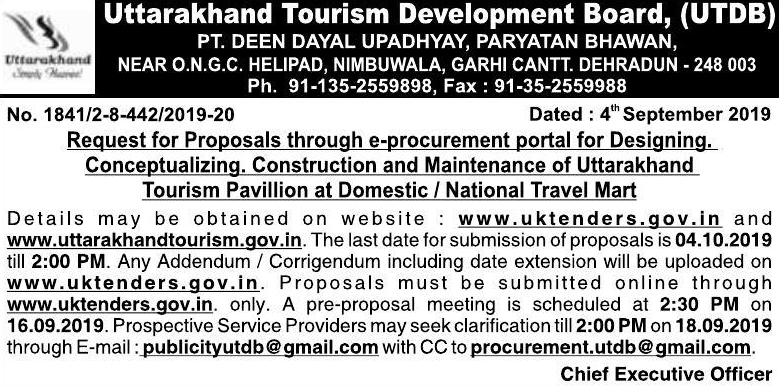 Uttarakhand Tourism Development Board, (UTDB)
PT. DEEN DAYAL UPADHYAY, PARYATAN BHAWAN,
NEAR O.N.G.C. HELIPAD, NIMBUWALA, GARHI CANTT. DEHRADUN - 248 003
Ph. 91-135-2559898, Fax : 91-35-2559988
Uttarakhand
Simply Heaven!
No. 1841/2-8-442/2019-20 Dated : 4th September 2019
Request for Proposals through e-procurement portal for Designing.
Conceptualizing. Construction and Maintenance of Uttarakhand
Tourism Pavillion at Domestic / National Travel Mart
Details may be obtained on website : www.uktenders.gov.in and
www.uttarakhandtourism.gov.in. The last date for submission of proposals is 04.10.2019
till 2:00 PM. Any Addendum / Corrigendum including date extension will be uploaded on
www.uktenders.gov.in. Proposals must be submitted online through
www.uktenders.gov.in. only. A pre-proposal meeting is scheduled at 2:30 PM on
16.09.2019. Prospective Service Providers may seek clarification till 2:00 PM on 18.09.2019
through E-mail : publicityutdb@gmail.com with CC to procurement.utdb@gmail.com.
Chief Executive Officer